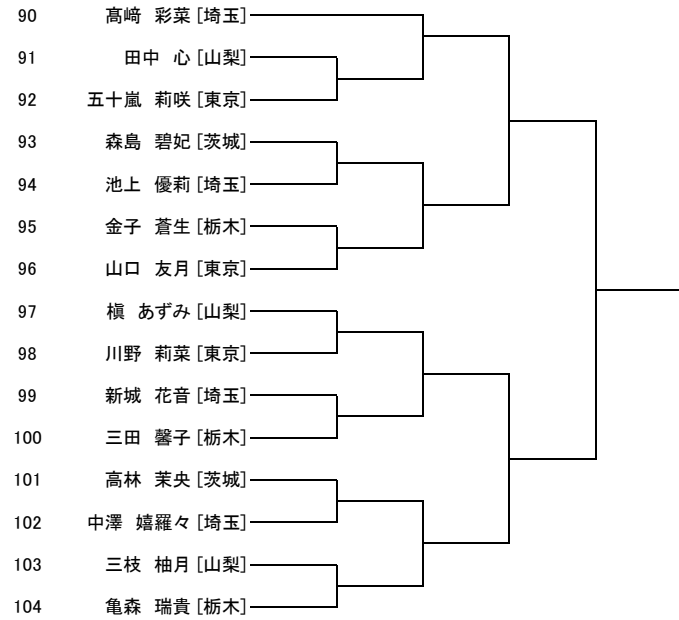 90 髙﨑 彩菜 [埼玉]
91 田中 心 [山梨]
92 五十嵐 莉咲 [東京]
93 森島 碧妃 [茨城]
94 池上 優莉 [埼玉]
95 金子 蒼生 [栃木]
96 山口 友月 [東京]
97 槇 あずみ [山梨]
98 川野 莉菜 [東京]
99 新城 花音 [埼玉]
100 三田 馨子 [栃木]
101 高林 茉央 [茨城]
102 中澤 嬉羅々 [埼玉]
103 三枝 柚月 [山梨]
104 亀森 瑞貴 [栃木]